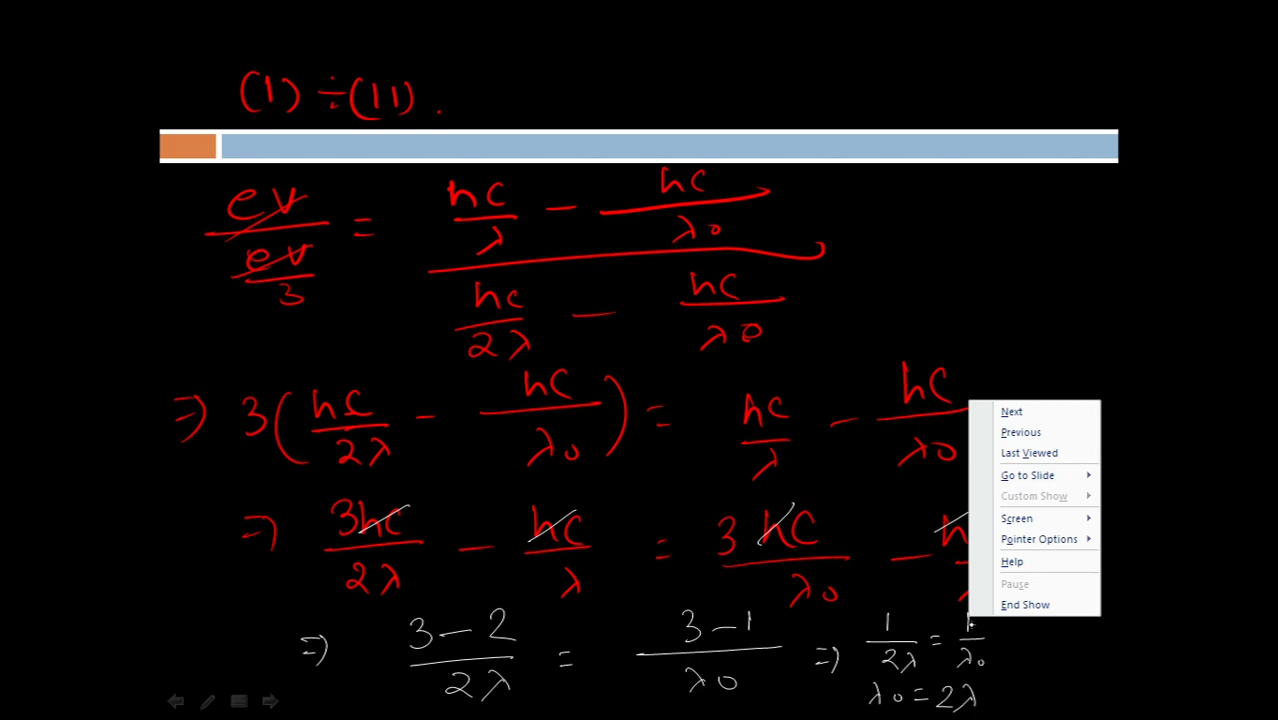 (1) ÷ (11).
eV / (eV/3) = (hc/λ − hc/λ0) / (hc/2λ − hc/λ0)
⇒ 3(hc/2λ − hc/λ0) = hc/λ − hc/λ0
⇒ 3hc/2λ − hc/λ = 3hc/λ0 − h
⇒ 3−2/2λ = 3−1/λ0 ⇒ 1/2λ = 1/λ0
λ0 = 2λ
Next
Previous
Last Viewed
Go to Slide
Custom Show
Screen
Pointer Options
Help
Pause
End Show